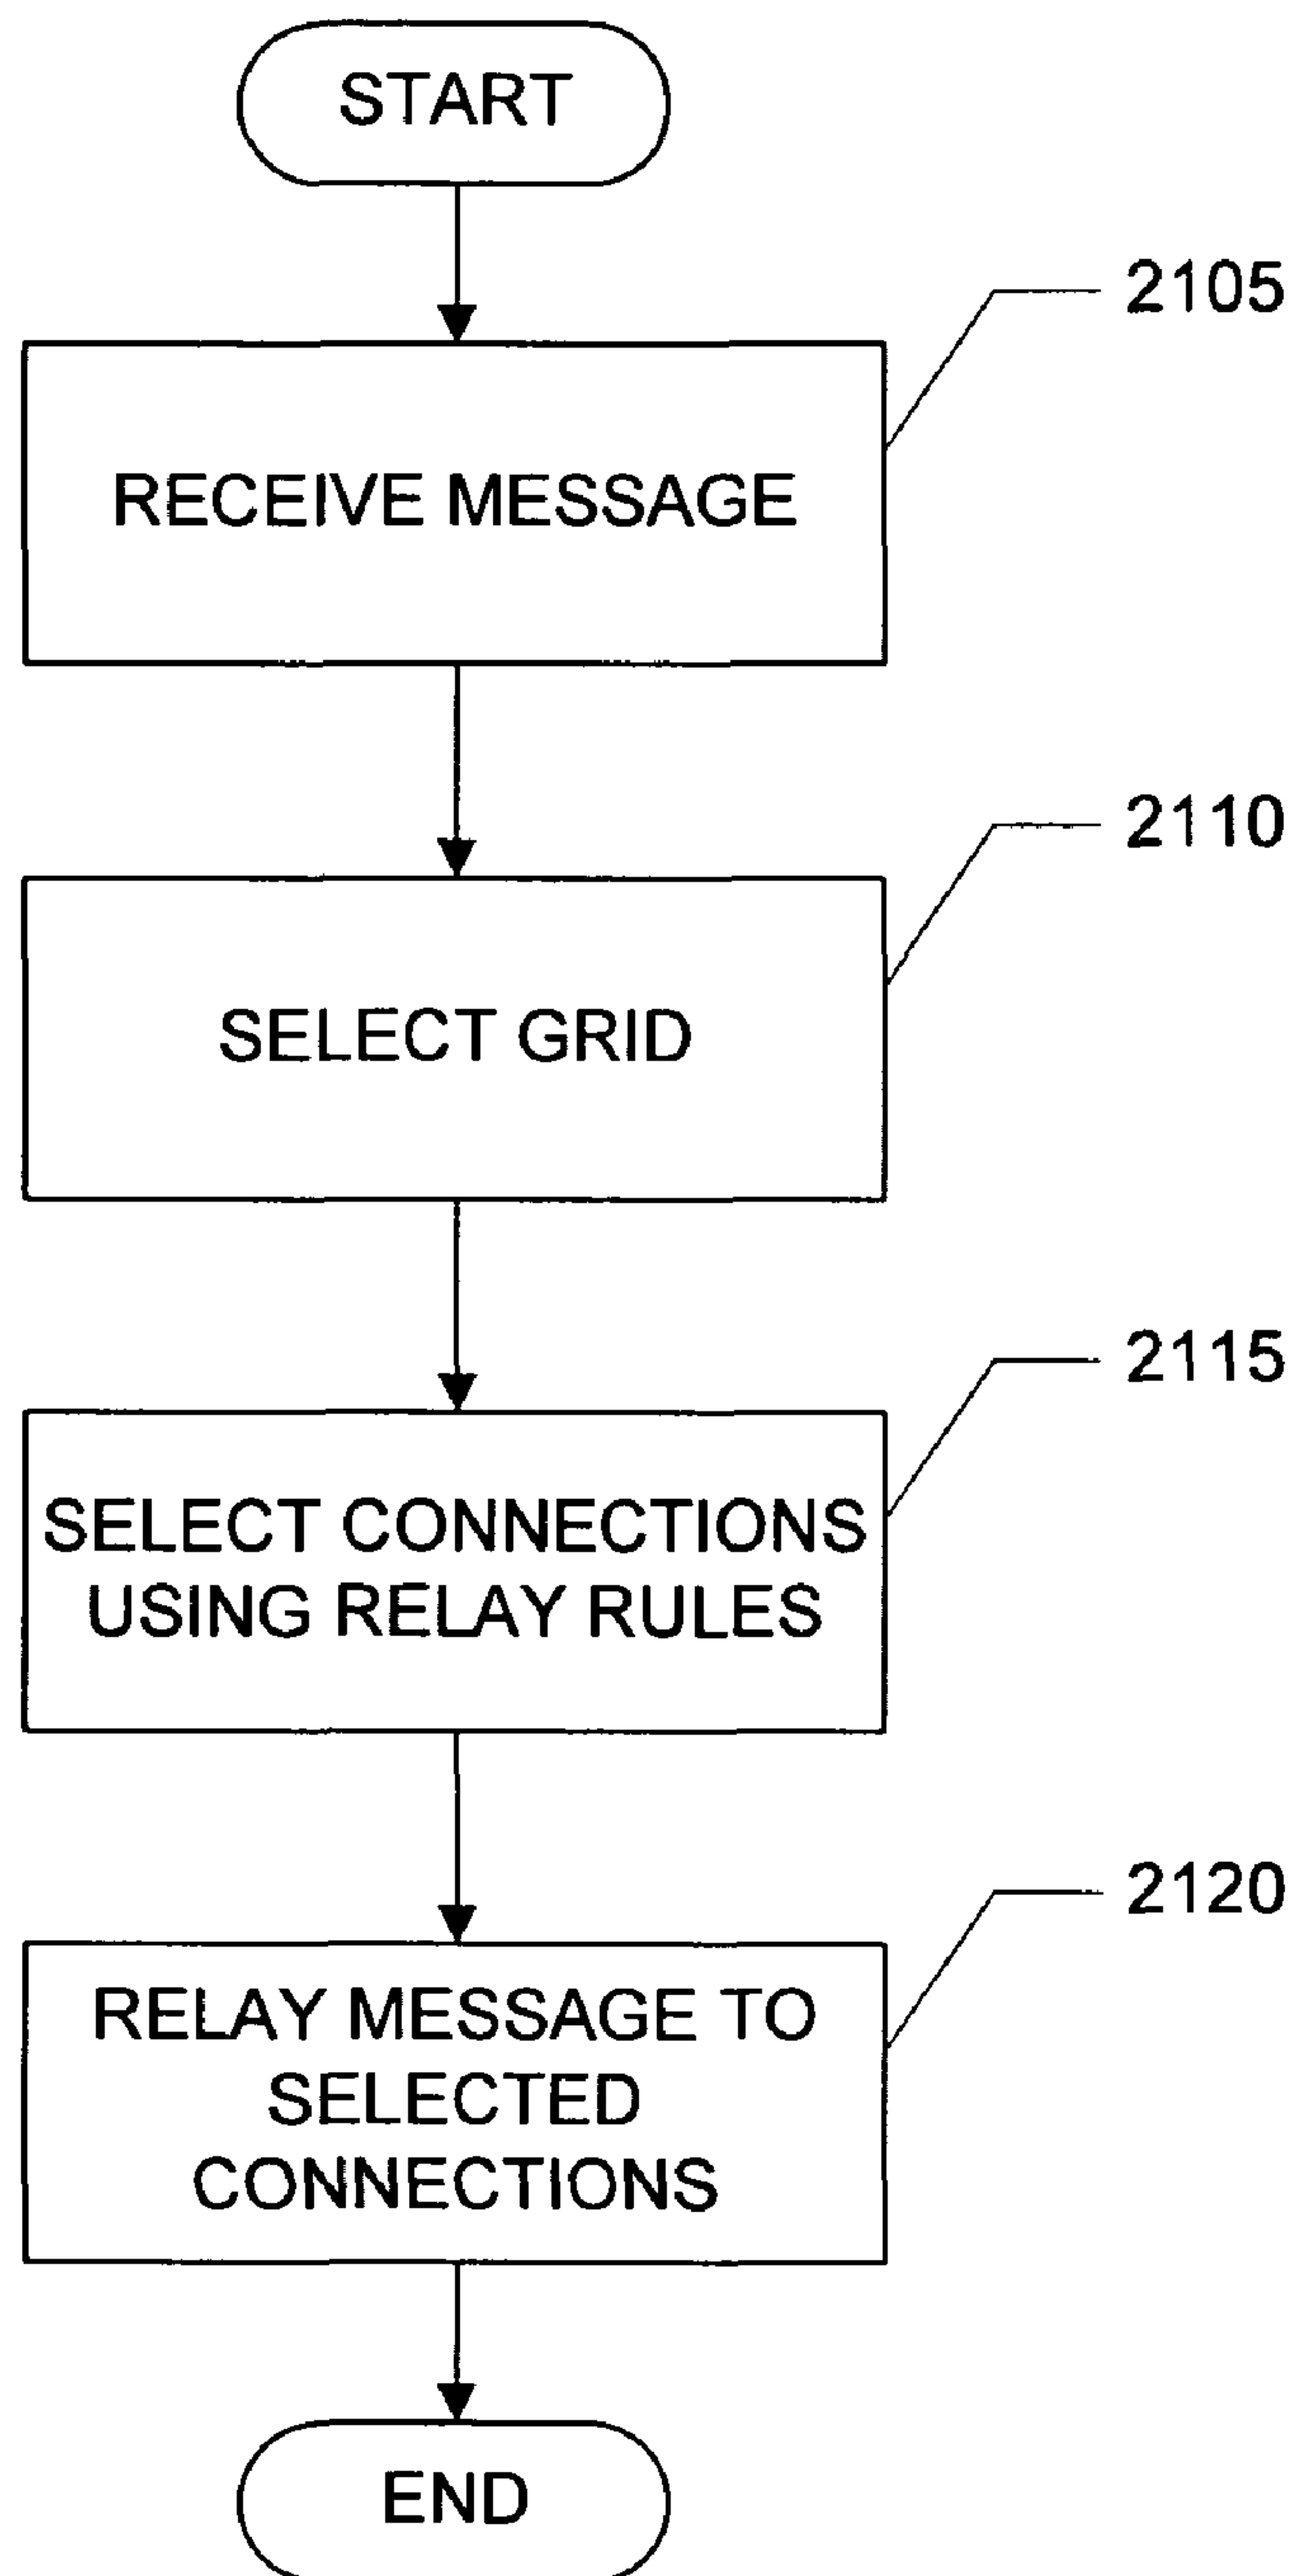 START
2105
RECEIVE MESSAGE
2110
SELECT GRID
2115
SELECT CONNECTIONS
USING RELAY RULES
2120
RELAY MESSAGE TO
SELECTED
CONNECTIONS
END